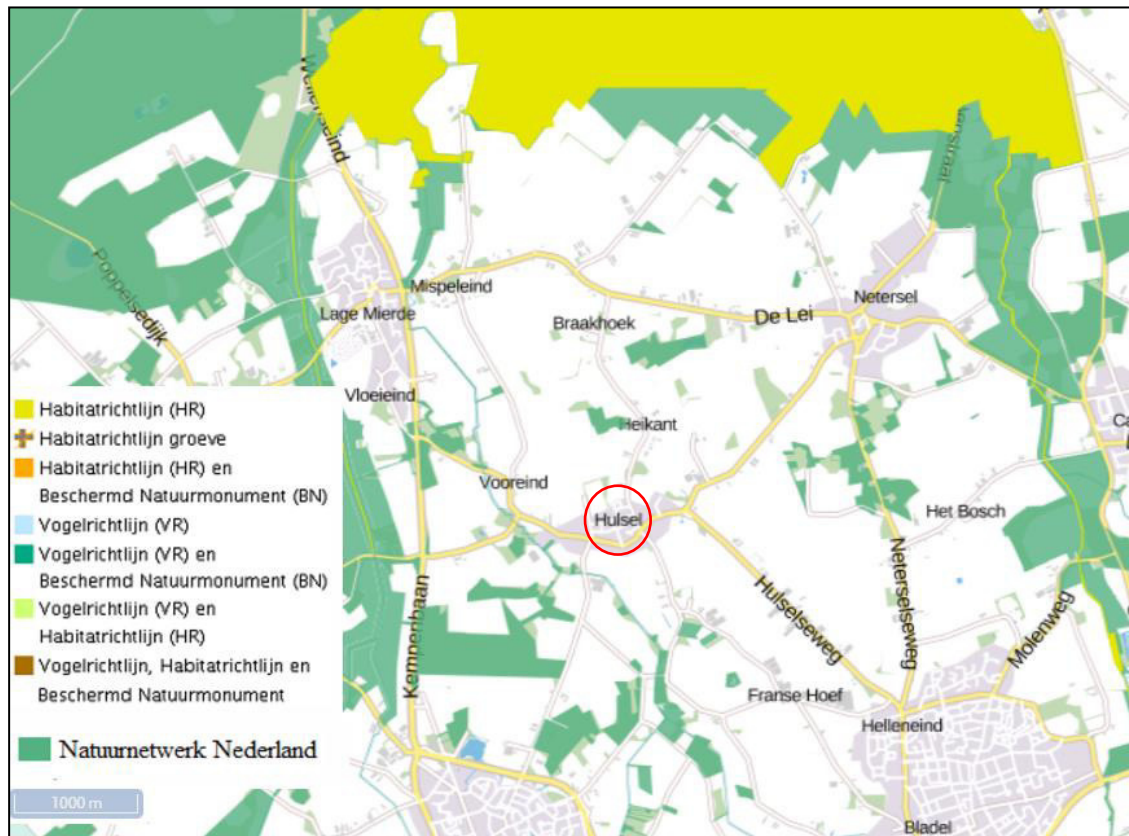 Wellenseind
Poppelsedijk
Mispeleind
Lage Mierde
Braakhoek
De Lei
Netersel
Vloeieind
Heikant
Vooreind
Hulsel
Het Bosch
Kempenbaan
Hulselseweg
Neterselseweg
Molenweg
Franse Hoef
Helleneind
Bladel
Habitatrichtlijn (HR)
Habitatrichtlijn groeve
Habitatrichtlijn (HR) en
Beschermd Natuurmonument (BN)
Vogelrichtlijn (VR)
Vogelrichtlijn (VR) en
Beschermd Natuurmonument (BN)
Vogelrichtlijn (VR) en
Habitatrichtlijn (HR)
Vogelrichtlijn, Habitatrichtlijn en
Beschermd Natuurmonument
Natuurnetwerk Nederland
1000 m